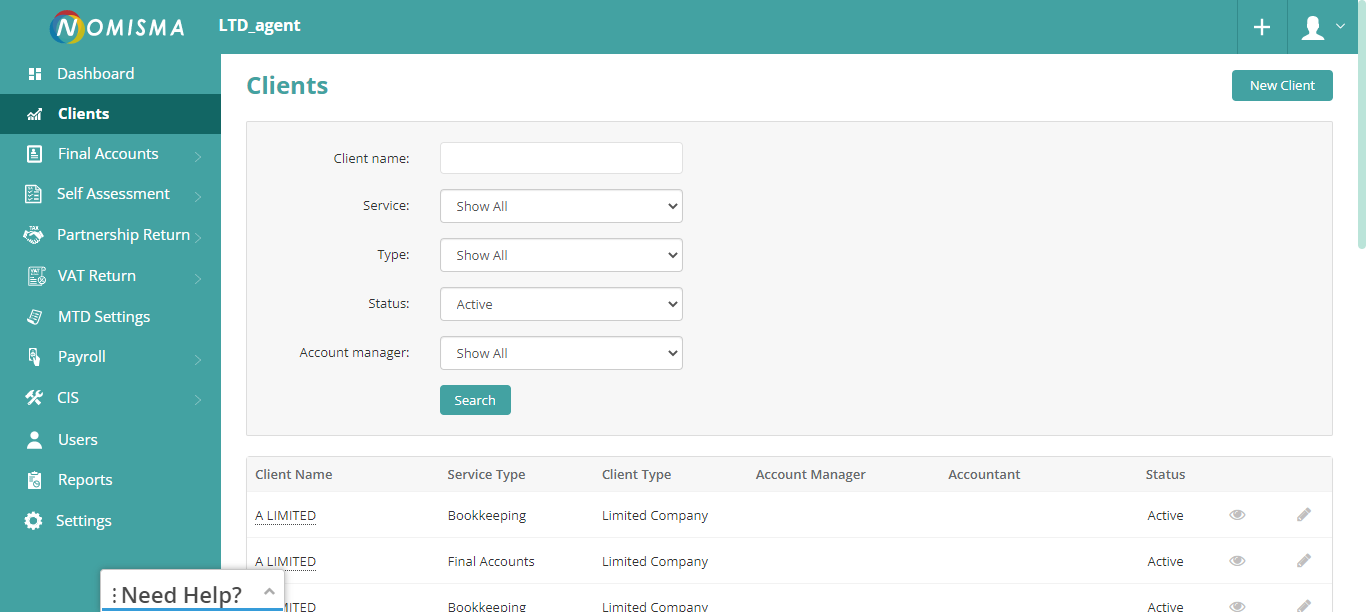 NOMISMA
LTD_agent
Dashboard
Clients
Final Accounts
Self Assessment
Partnership Return
VAT Return
MTD Settings
Payroll
CIS
Users
Reports
Settings
Clients
New Client
Client name:
Service: Show All
Type: Show All
Status: Active
Account manager: Show All
Search
Client Name Service Type Client Type Account Manager Accountant Status
A LIMITED Bookkeeping Limited Company Active
A LIMITED Final Accounts Limited Company Active
Bookkeeping Limited Company Active
Need Help?